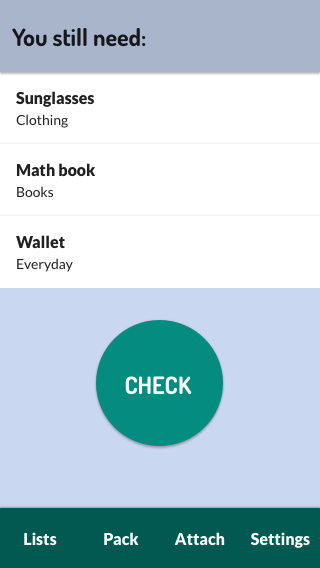 You still need:
Sunglasses
Clothing
Math book
Books
Wallet
Everyday
CHECK
Lists Pack Attach Settings